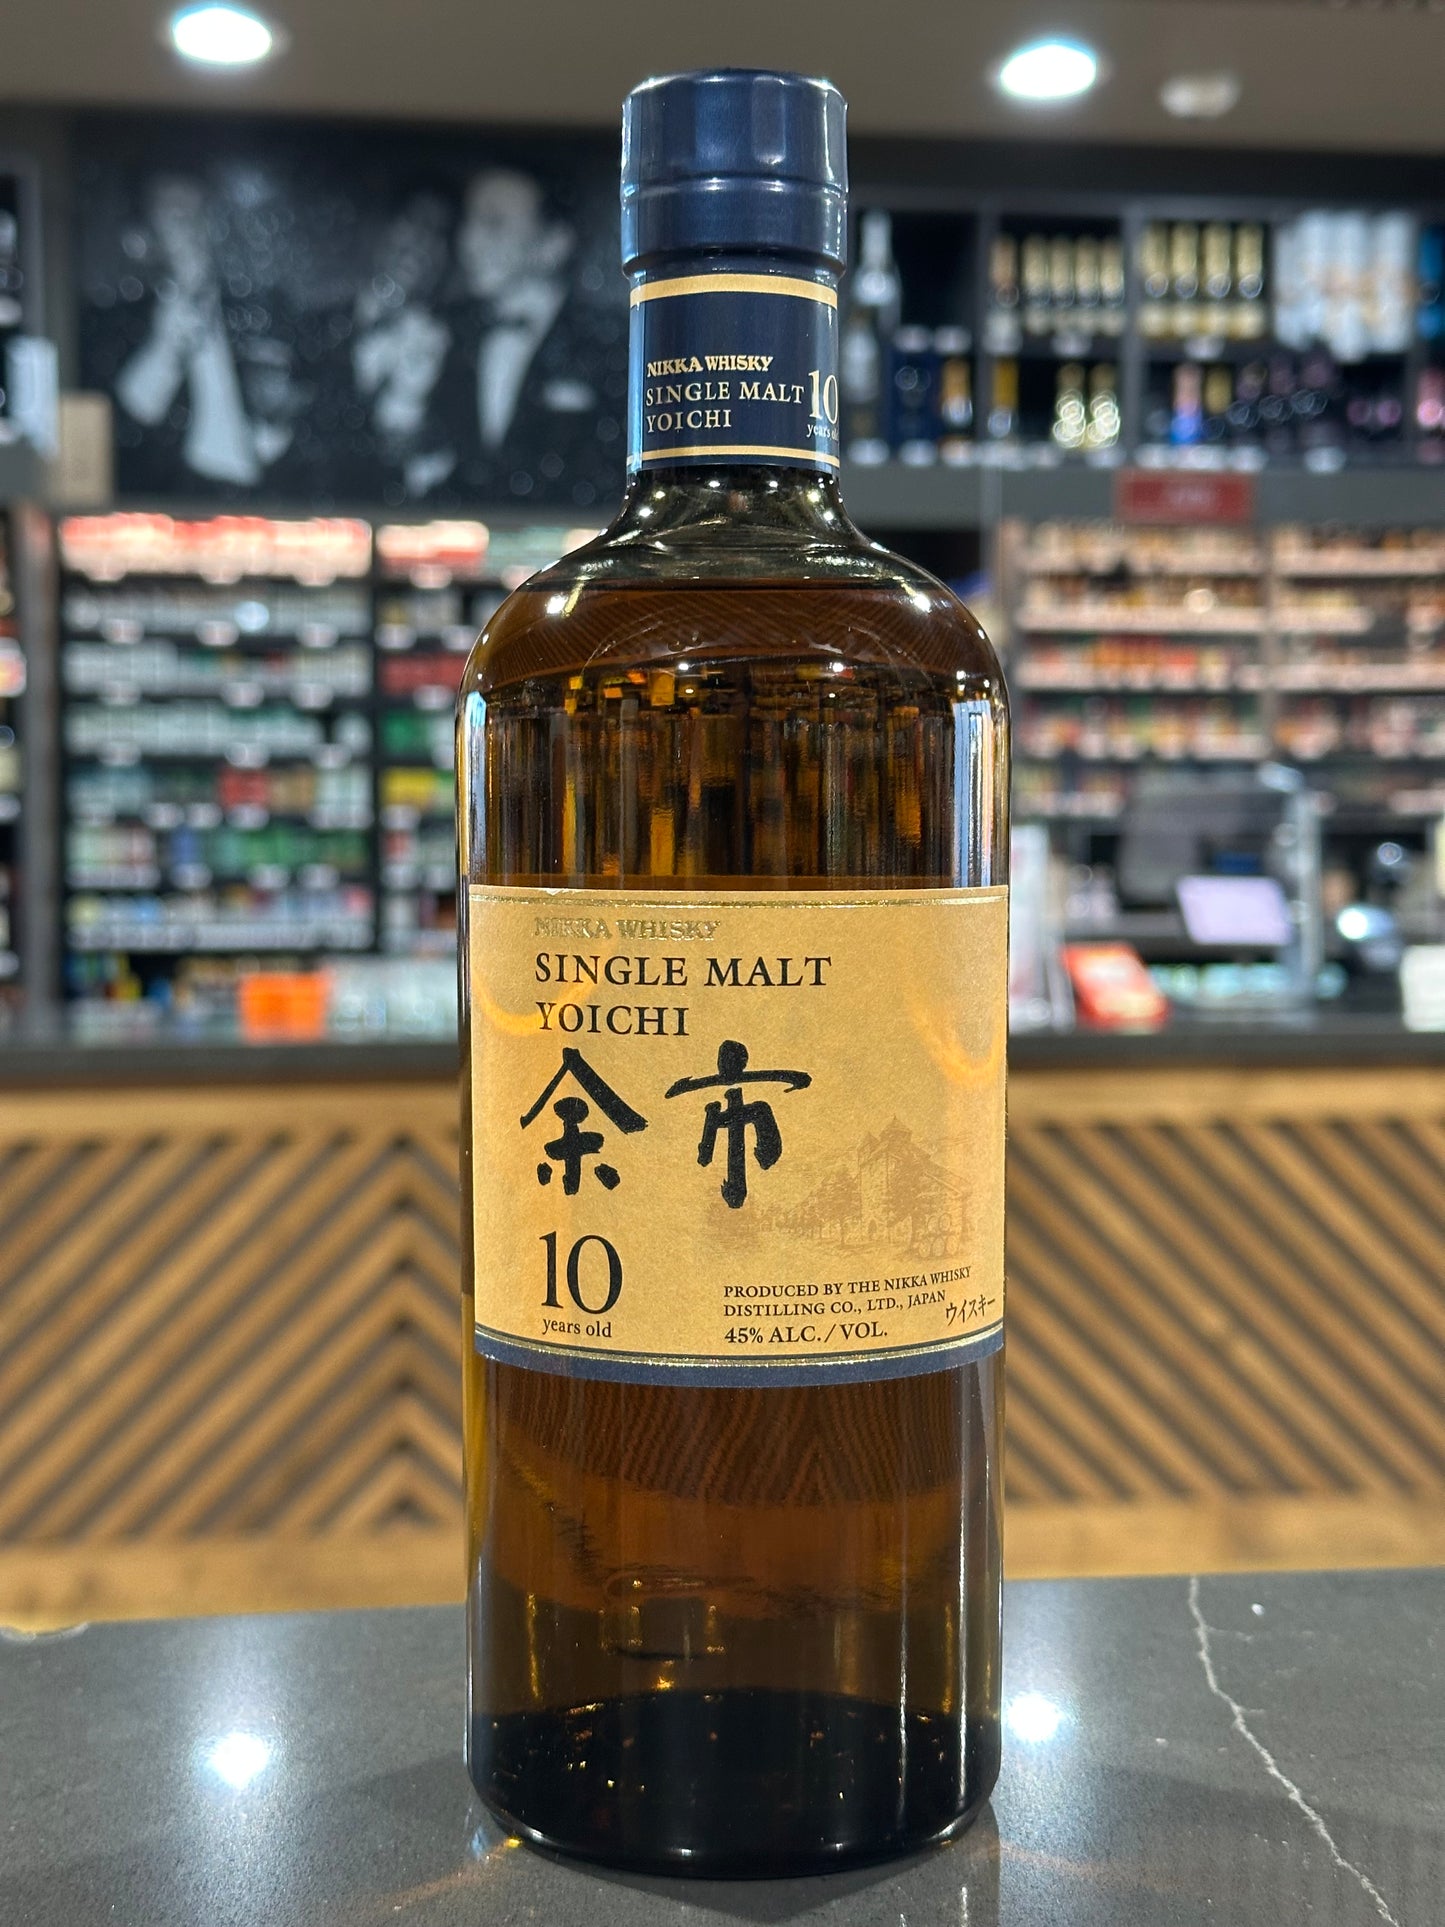 NIKKA WHISKY
SINGLE MALT
YOICHI
10
years old
NIKKA WHISKY
SINGLE MALT
YOICHI
余市
10
years old
PRODUCED BY THE NIKKA WHISKY
DISTILLING CO., LTD., JAPAN
45% ALC./VOL.
ウイスキー